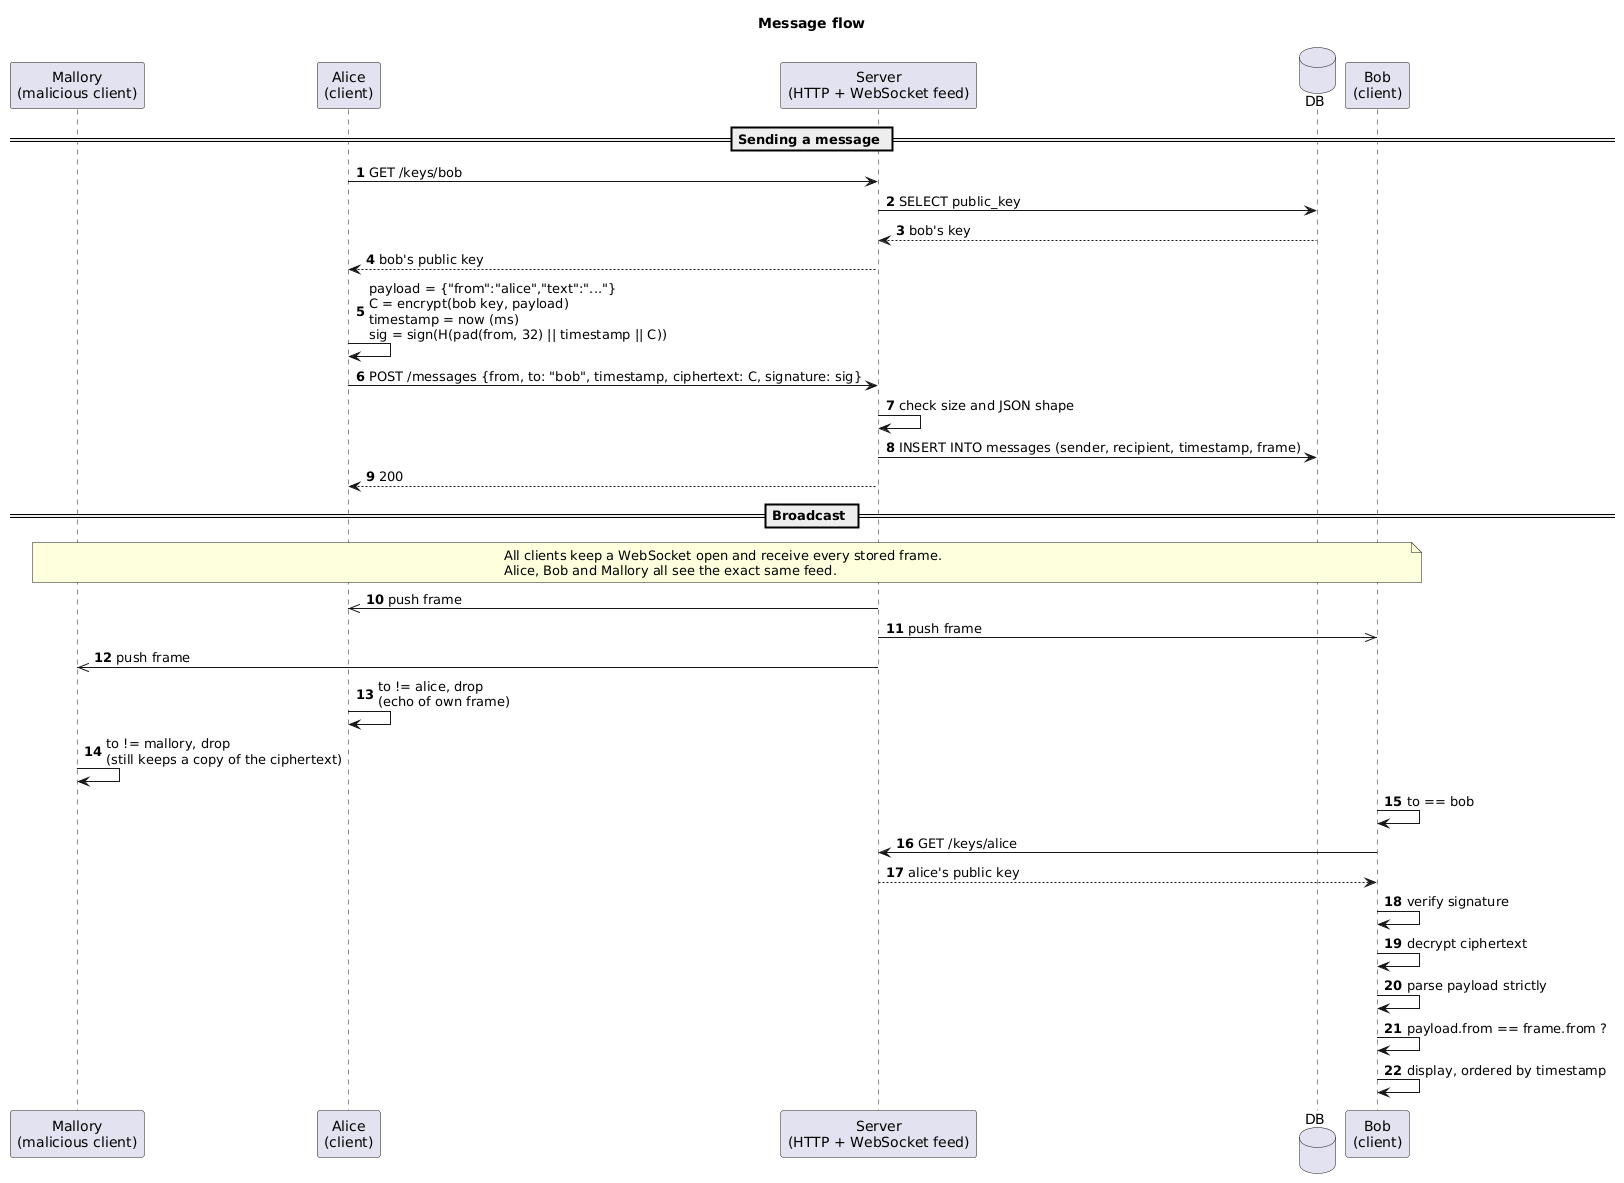 Message flow
Mallory
(malicious client)
Alice
(client)
Server
(HTTP + WebSocket feed)
DB
Bob
(client)
Sending a message
1 GET /keys/bob
2 SELECT public_key
3 bob's key
4 bob's public key
5
payload = {"from":"alice","text":"..."}
C = encrypt(bob key, payload)
timestamp = now (ms)
sig = sign(H(pad(from, 32) || timestamp || C))
6 POST /messages {from, to: "bob", timestamp, ciphertext: C, signature: sig}
7 check size and JSON shape
8 INSERT INTO messages (sender, recipient, timestamp, frame)
9 200
Broadcast
All clients keep a WebSocket open and receive every stored frame.
Alice, Bob and Mallory all see the exact same feed.
10 push frame
11 push frame
12 push frame
13
to != alice, drop
(echo of own frame)
14
to != mallory, drop
(still keeps a copy of the ciphertext)
15 to == bob
16 GET /keys/alice
17 alice's public key
18 verify signature
19 decrypt ciphertext
20 parse payload strictly
21 payload.from == frame.from ?
22 display, ordered by timestamp
Mallory
(malicious client)
Alice
(client)
Server
(HTTP + WebSocket feed)
DB
Bob
(client)